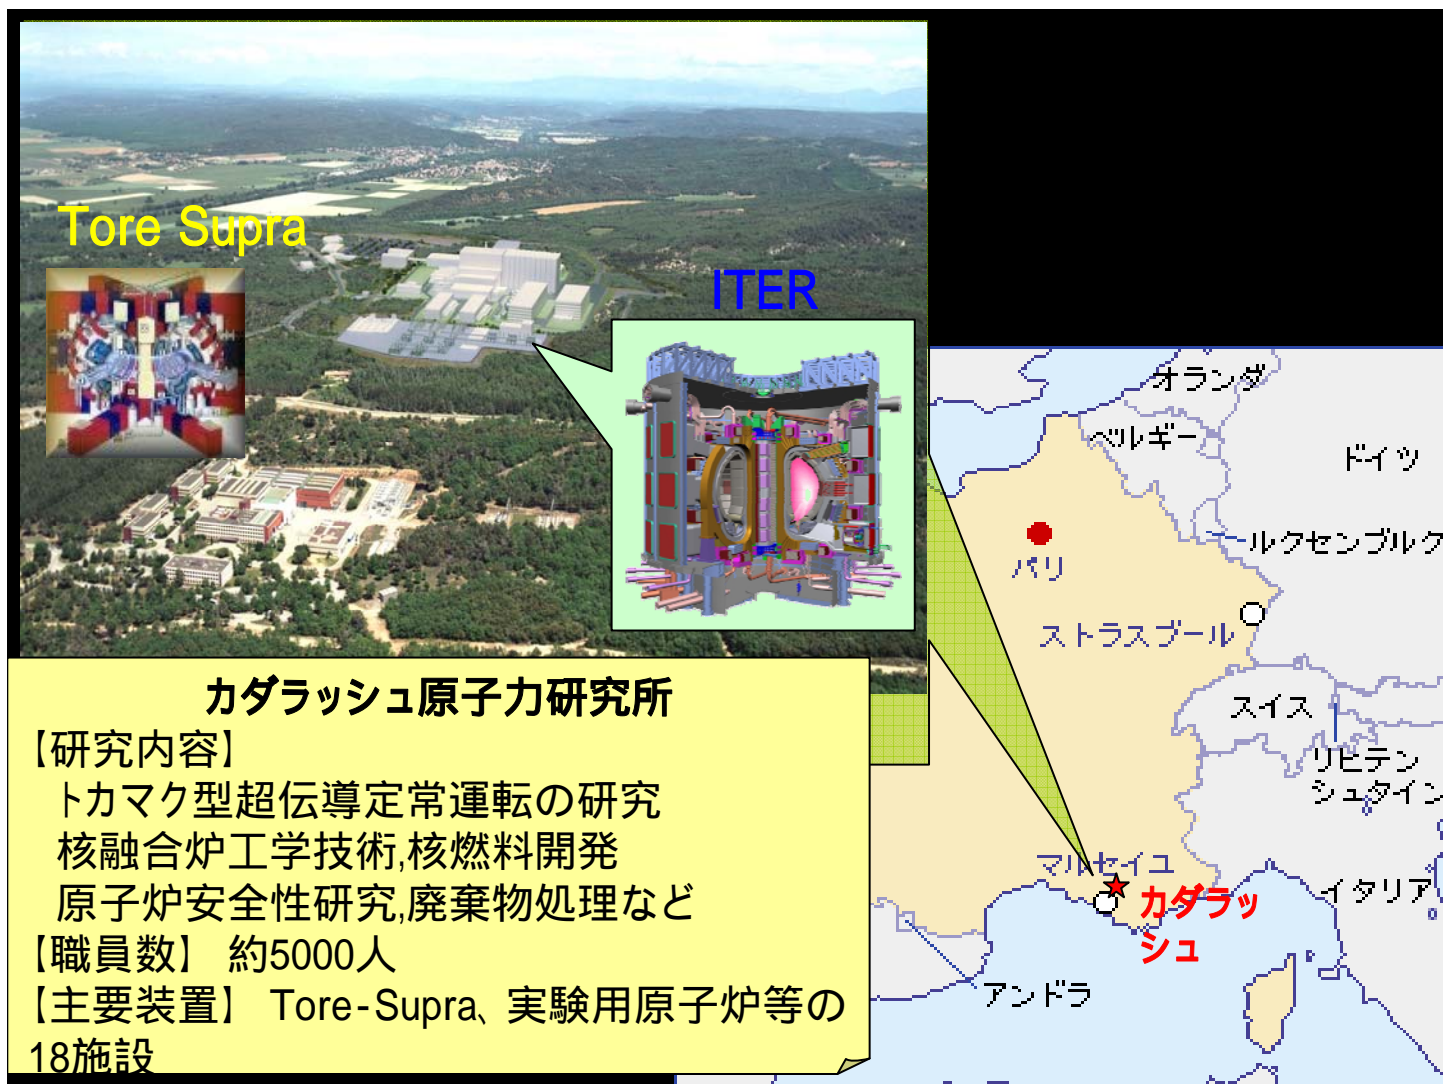 Tore Supra
ITER
カダラッシュ原子力研究所
【研究内容】
トカマク型超伝導定常運転の研究
核融合炉工学技術,核燃料開発
原子炉安全性研究,廃棄物処理など
【職員数】 約5000人
【主要装置】 Tore-Supra、実験用原子炉等の
18施設
オランダ
ベルギー
ドイツ
ルクセンブルク
パリ
ストラスブール
スイス
リヒテン
シュタイン
マルセイユ
イタリア
カダラッ
シュ
アンドラ